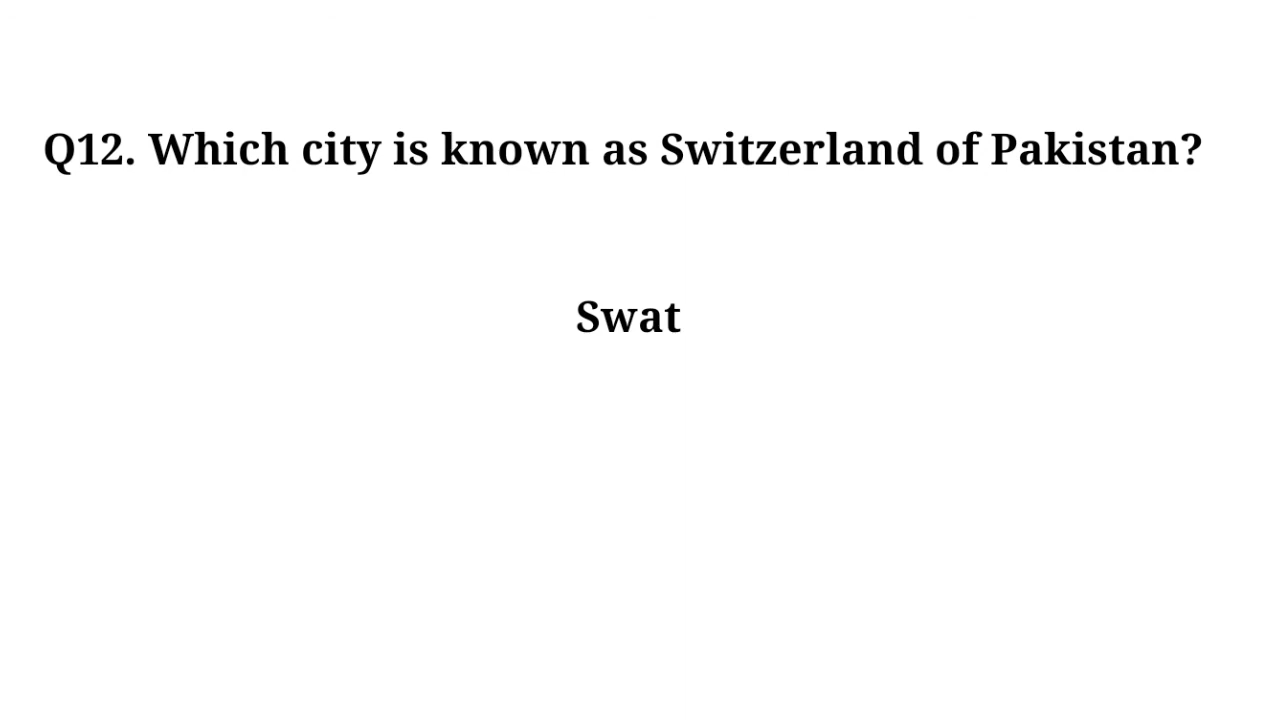 Q12. Which city is known as Switzerland of Pakistan?
Swat